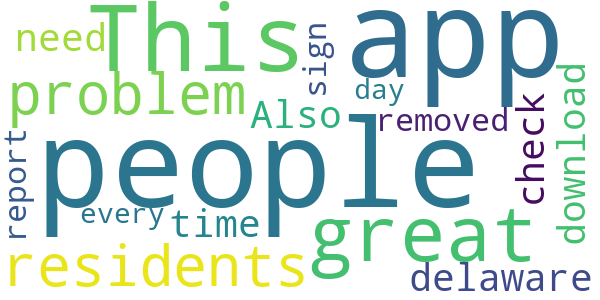 This
app
need
sign
problem
day
Also
removed
check
download
people
report
every
time
great
residents
delaware